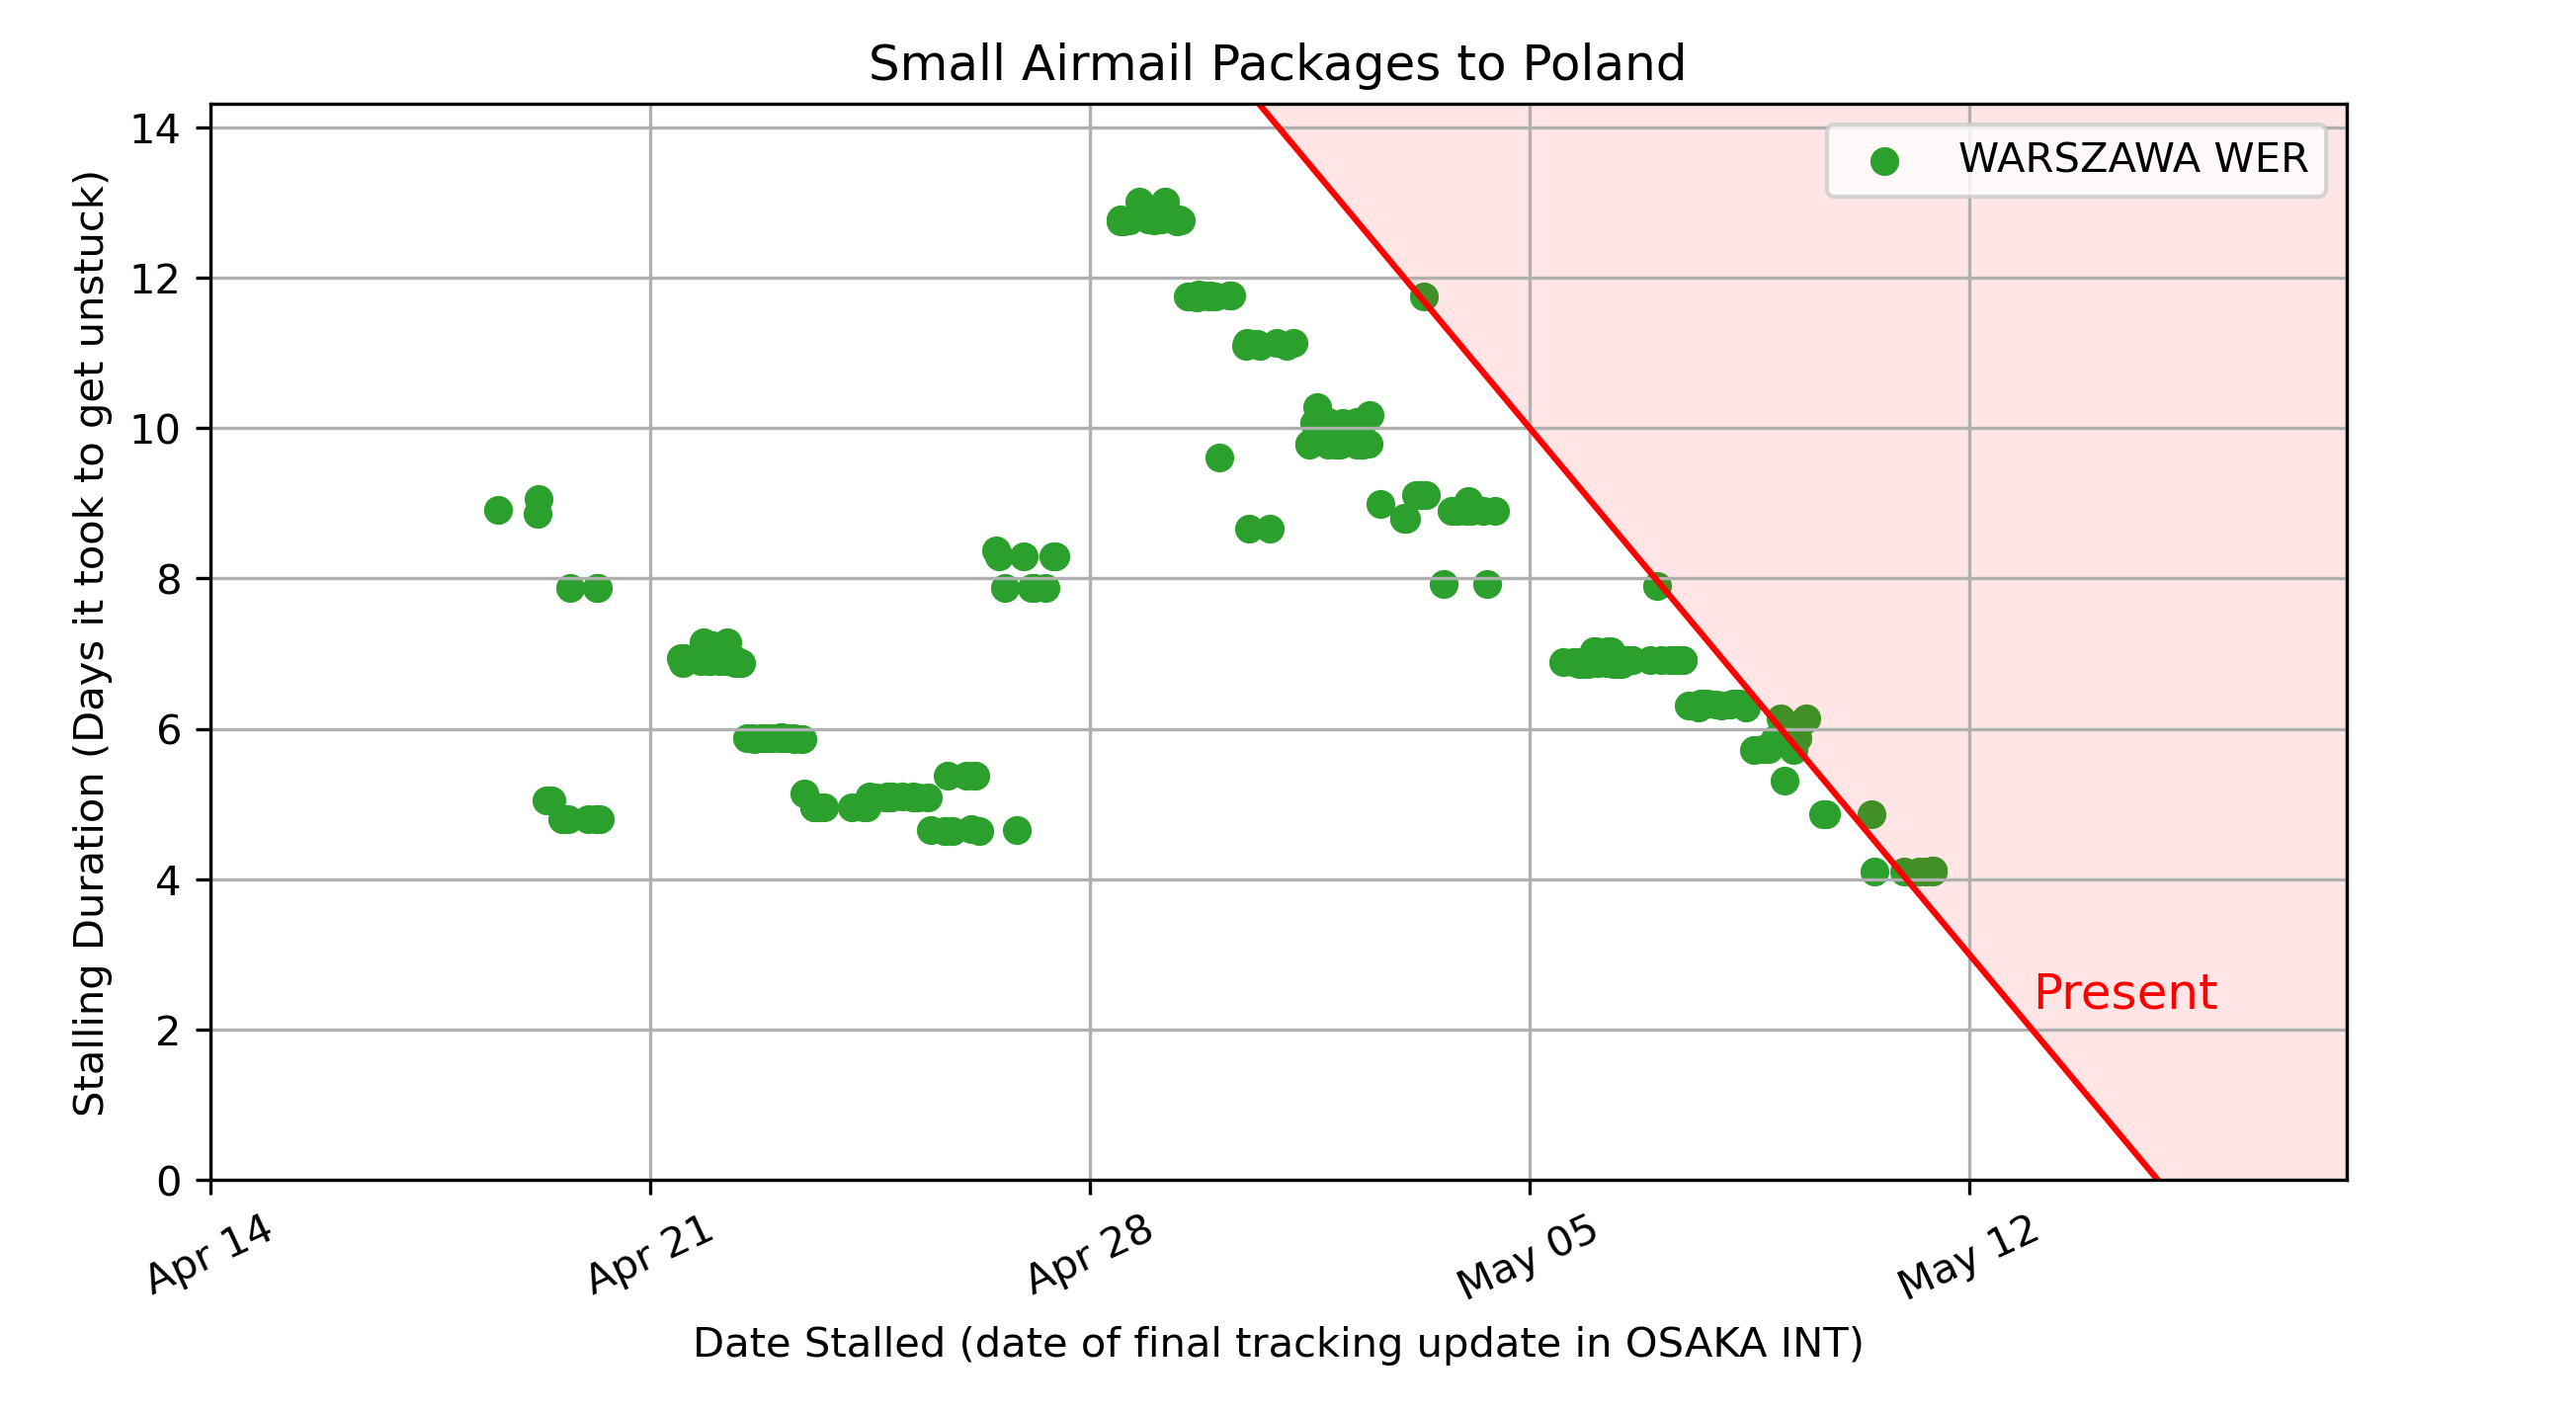 Small Airmail Packages to Poland
Stalling Duration (Days it took to get unstuck)
14
12
10
8
6
4
2
0
WARSZAWA WER
Present
Apr 14
Apr 21
Apr 28
May 05
May 12
Date Stalled (date of final tracking update in OSAKA INT)